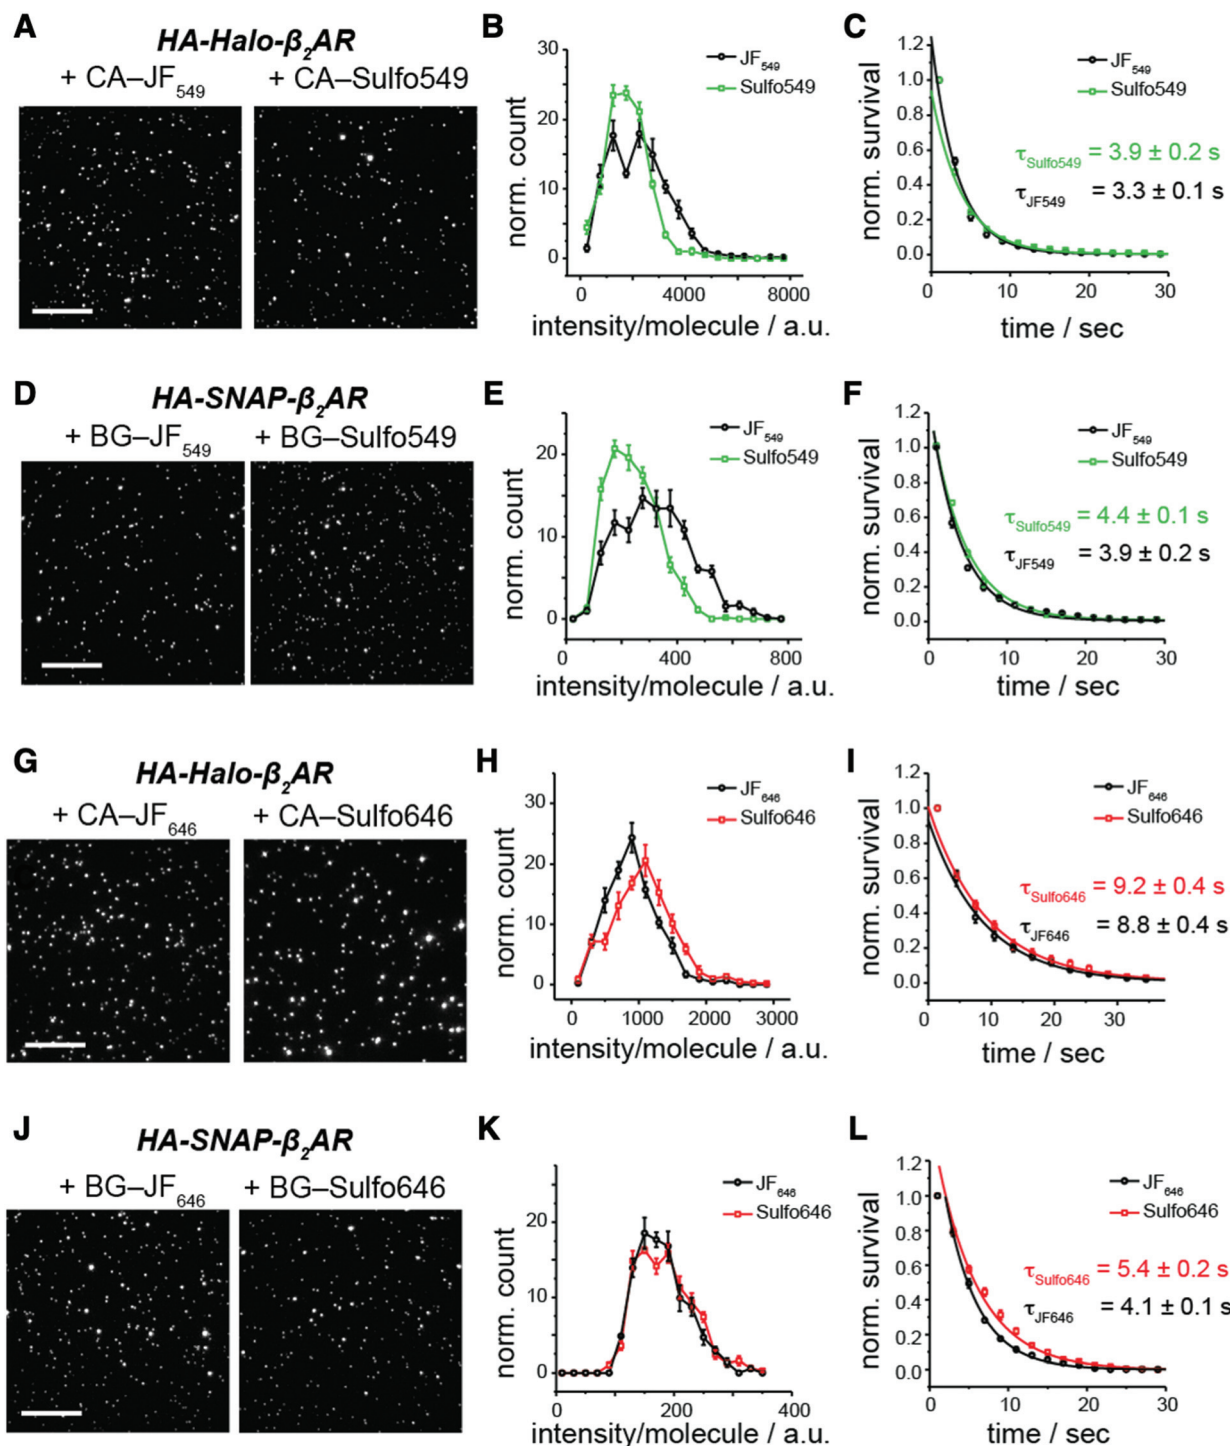 A
HA-Halo-β₂AR
+ CA–JF₅₄₉
+ CA–Sulfo549
B
30
20
10
0
norm. count
JF₅₄₉
Sulfo549
0 4000 8000
intensity/molecule / a.u.
C
1.2
1.0
0.8
0.6
0.4
0.2
0.0
norm. survival
JF₅₄₉
Sulfo549
τSulfo549 = 3.9 ± 0.2 s
τJF549 = 3.3 ± 0.1 s
0 10 20 30
time / sec
D
HA-SNAP-β₂AR
+ BG–JF₅₄₉
+ BG–Sulfo549
E
20
10
0
norm. count
JF₅₄₉
Sulfo549
0 400 800
intensity/molecule / a.u.
F
1.2
1.0
0.8
0.6
0.4
0.2
0.0
norm. survival
JF₅₄₉
Sulfo549
τSulfo549 = 4.4 ± 0.1 s
τJF549 = 3.9 ± 0.2 s
0 10 20 30
time / sec
G
HA-Halo-β₂AR
+ CA–JF₆₄₆
+ CA–Sulfo646
H
30
20
10
0
norm. count
JF₆₄₆
Sulfo646
0 1000 2000 3000
intensity/molecule / a.u.
I
1.2
1.0
0.8
0.6
0.4
0.2
0.0
norm. survival
JF₆₄₆
Sulfo646
τSulfo646 = 9.2 ± 0.4 s
τJF646 = 8.8 ± 0.4 s
0 10 20 30
time / sec
J
HA-SNAP-β₂AR
+ BG–JF₆₄₆
+ BG–Sulfo646
K
20
10
0
norm. count
JF₆₄₆
Sulfo646
0 200 400
intensity/molecule / a.u.
L
1.2
1.0
0.8
0.6
0.4
0.2
0.0
norm. survival
JF₆₄₆
Sulfo646
τSulfo646 = 5.4 ± 0.2 s
τJF646 = 4.1 ± 0.1 s
0 10 20 30
time / sec